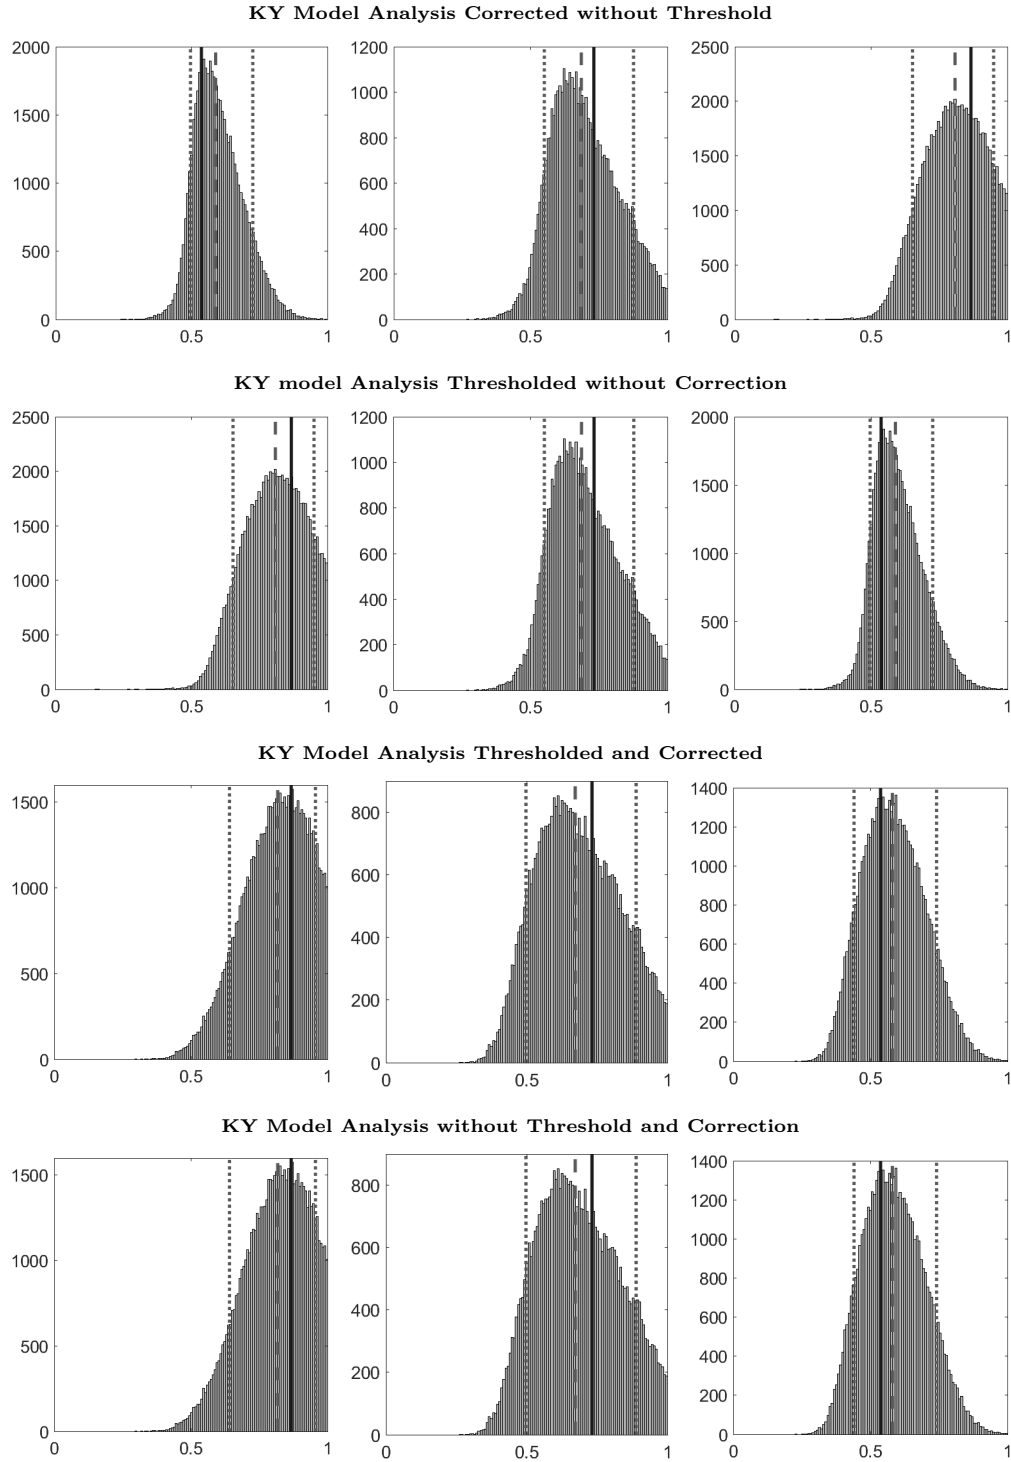 KY Model Analysis Corrected without Threshold
2000 1500 1000 500 0
0 0.5 1
1200 1000 800 600 400 200 0
0 0.5 1
2500 2000 1500 1000 500 0
0 0.5 1
KY model Analysis Thresholded without Correction
2500 2000 1500 1000 500 0
0 0.5 1
1200 1000 800 600 400 200 0
0 0.5 1
2000 1500 1000 500 0
0 0.5 1
KY Model Analysis Thresholded and Corrected
1500 1000 500 0
0 0.5 1
800 600 400 200 0
0 0.5 1
1400 1200 1000 800 600 400 200 0
0 0.5 1
KY Model Analysis without Threshold and Correction
1500 1000 500 0
0 0.5 1
800 600 400 200 0
0 0.5 1
1400 1200 1000 800 600 400 200 0
0 0.5 1